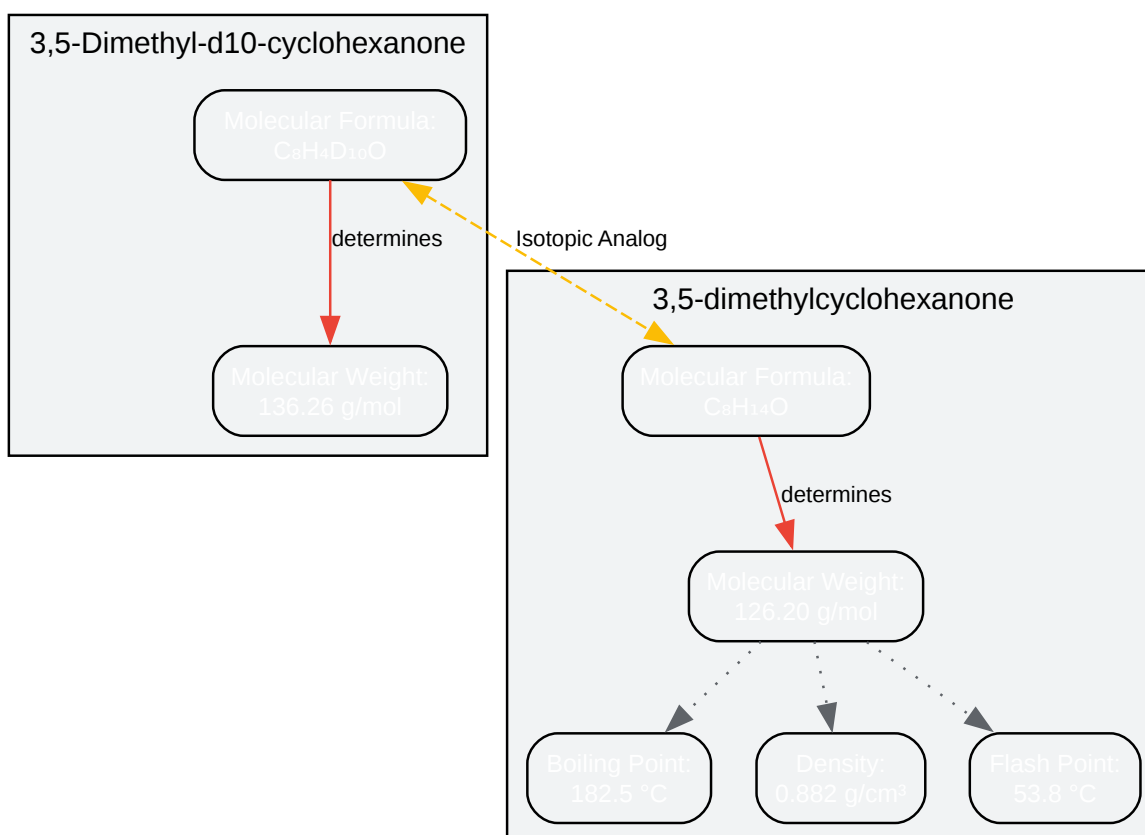 3,5-Dimethyl-d10-cyclohexanone
Molecular Formula:
C₈H₄D₁₀O
determines
Isotopic Analog
Molecular Weight:
136.26 g/mol
3,5-dimethylcyclohexanone
Molecular Formula:
C₈H₁₄O
determines
Molecular Weight:
126.20 g/mol
Boiling Point:
182.5 °C
Density:
0.882 g/cm³
Flash Point:
53.8 °C